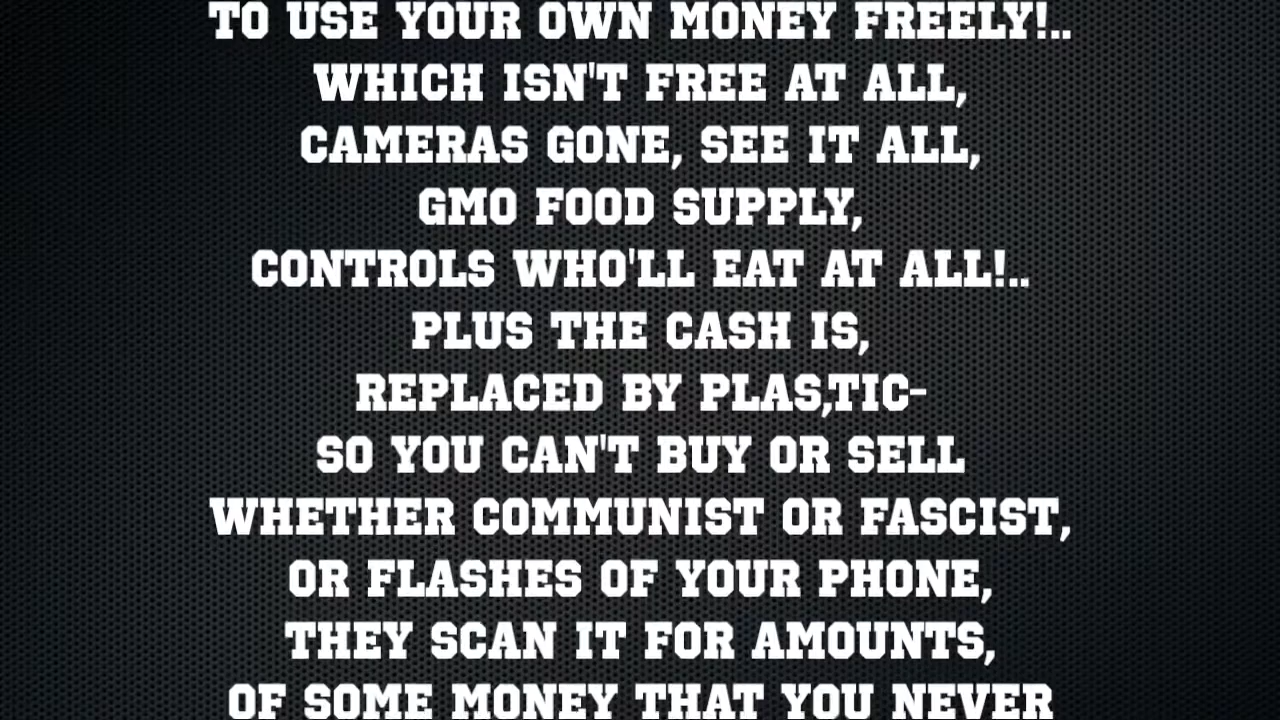 TO USE YOUR OWN MONEY FREELY!..
WHICH ISN'T FREE AT ALL,
CAMERAS GONE, SEE IT ALL,
GMO FOOD SUPPLY,
CONTROLS WHO'LL EAT AT ALL!..
PLUS THE CASH IS,
REPLACED BY PLAS,TIC-
SO YOU CAN'T BUY OR SELL
WHETHER COMMUNIST OR FASCIST,
OR FLASHES OF YOUR PHONE,
THEY SCAN IT FOR AMOUNTS,
OF SOME MONEY THAT YOU NEVER